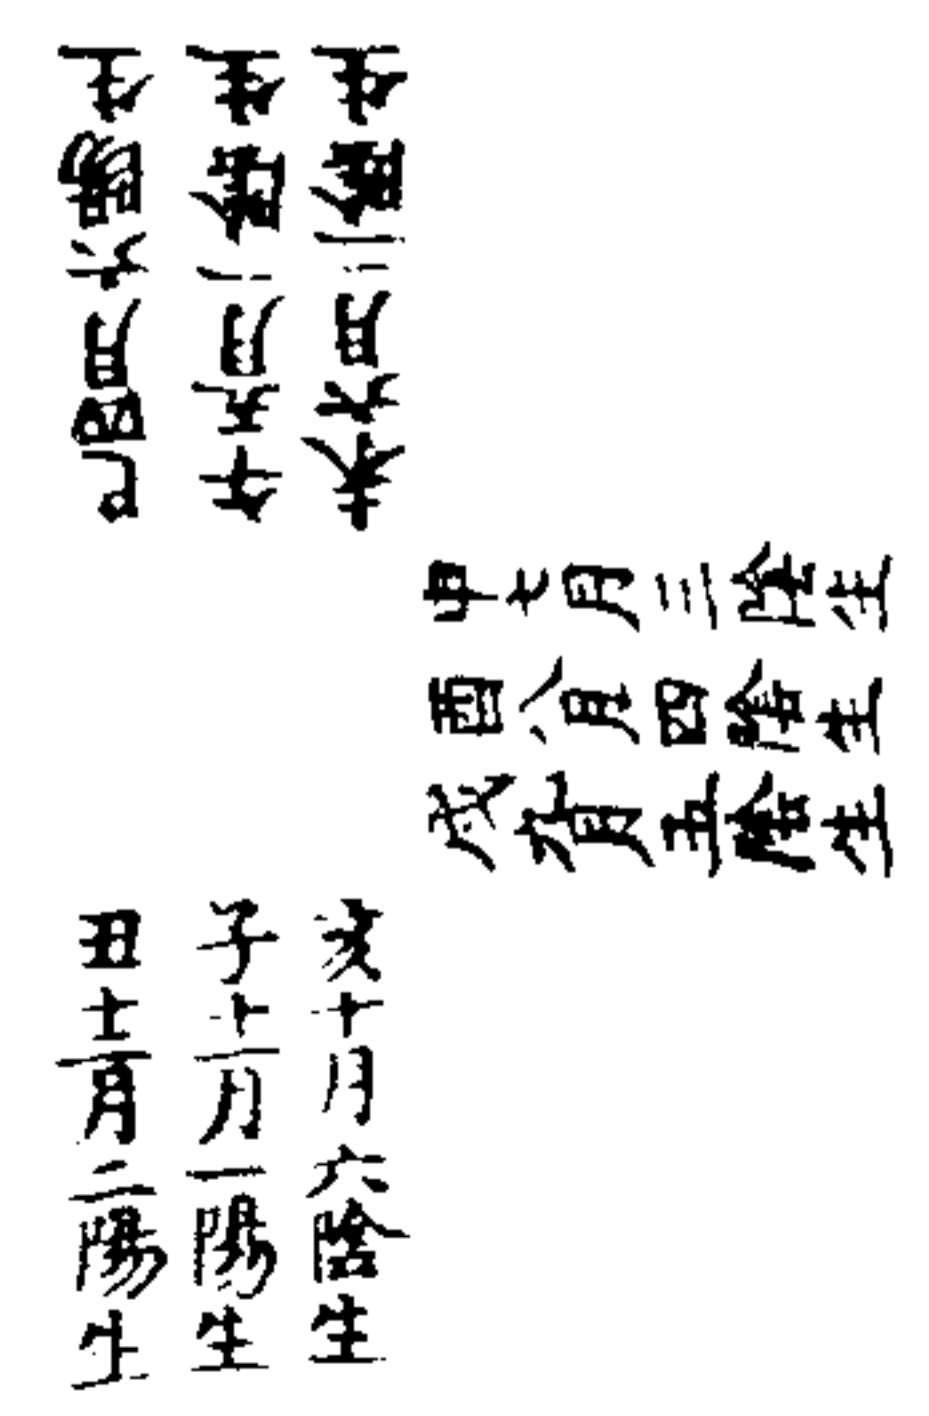 巳四月六陽生
午五月一陰生
未六月二陰生
申七月三陰生
酉八月四陰生
戌九月五陰生
亥十月六陰生
子十一月一陽生
丑十二月二陽生